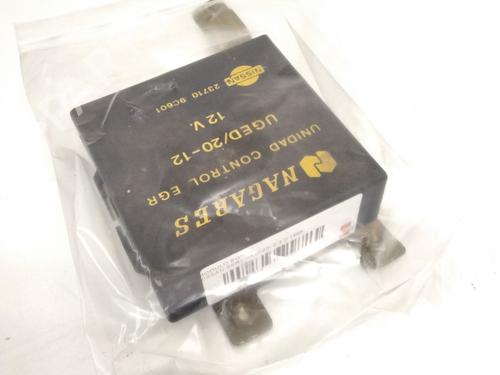 NAGARES
UNIDAD CONTROL EGR
UGED/20-12
12 V.
NISSAN
23710 9C601